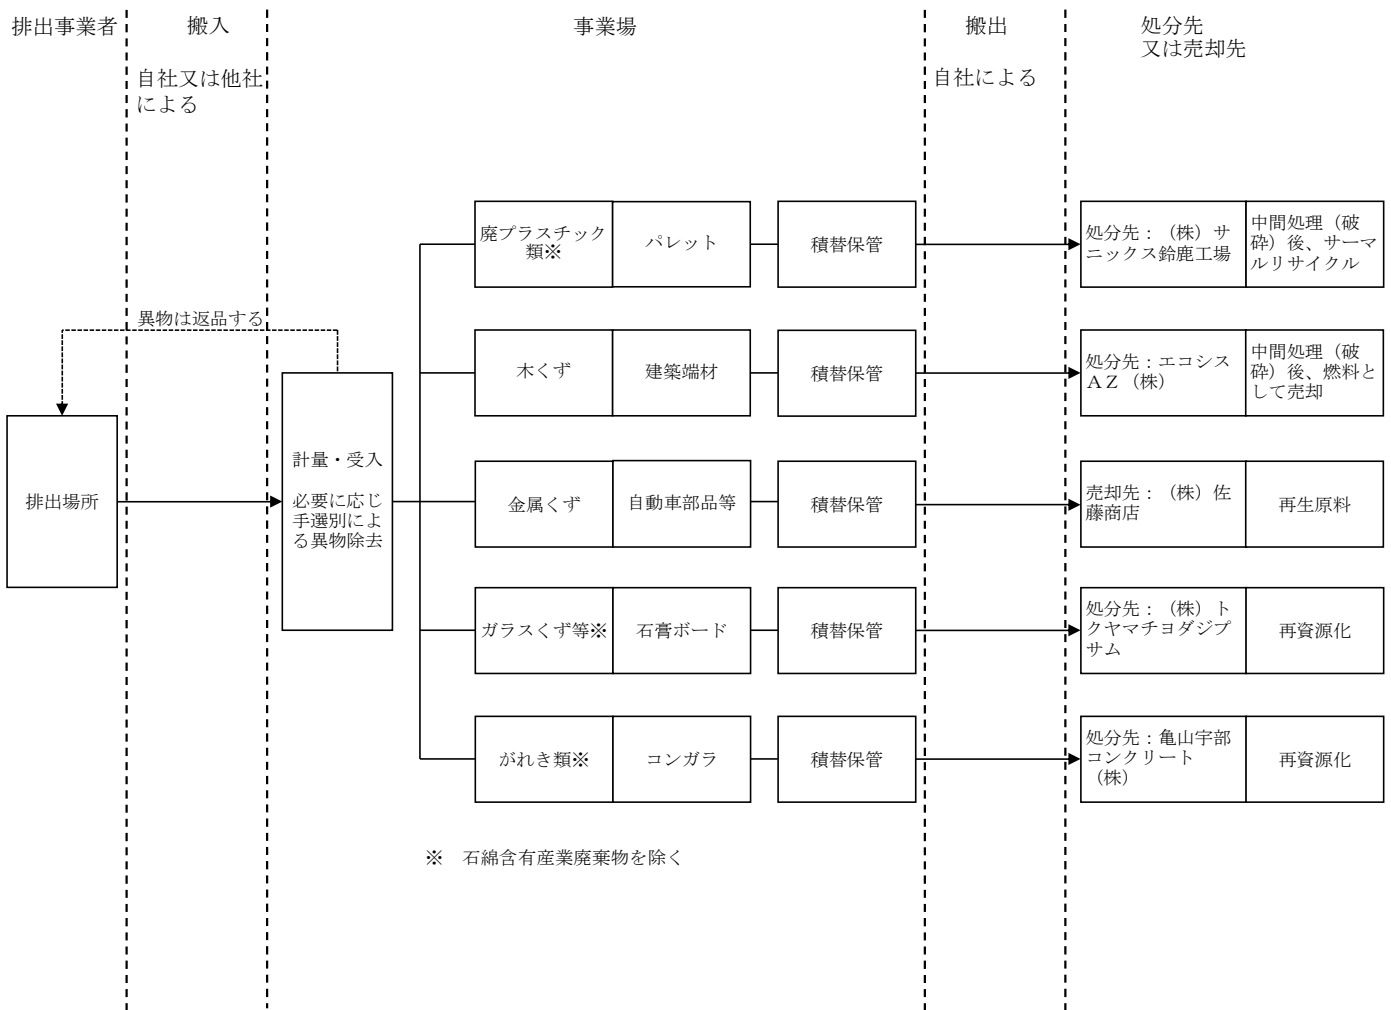 排出事業者
搬入
事業場
搬出
処分先
又は売却先
自社又は他社
による
自社による
廃プラスチック
類※
パレット
積替保管
処分先：（株）サ
ニックス鈴鹿工場
中間処理（破
砕）後、サーマ
ルリサイクル
異物は返品する
木くず
建築端材
積替保管
処分先：エコシス
ＡＺ（株）
中間処理（破
砕）後、燃料と
して売却
排出場所
計量・受入
必要に応じ
手選別によ
る異物除去
金属くず
自動車部品等
積替保管
売却先：（株）佐
藤商店
再生原料
ガラスくず等※
石膏ボード
積替保管
処分先：（株）ト
クヤマチヨダジプ
サム
再資源化
がれき類※
コンガラ
積替保管
処分先：亀山宇部
コンクリート
（株）
再資源化
※　石綿含有産業廃棄物を除く